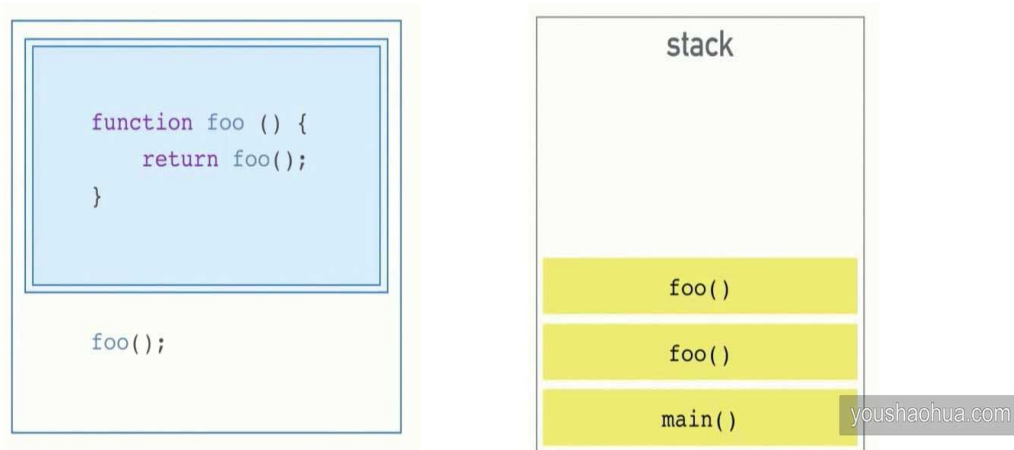 function foo () {
return foo();
}
foo();
stack
foo()
foo()
main()
youshaohua.com